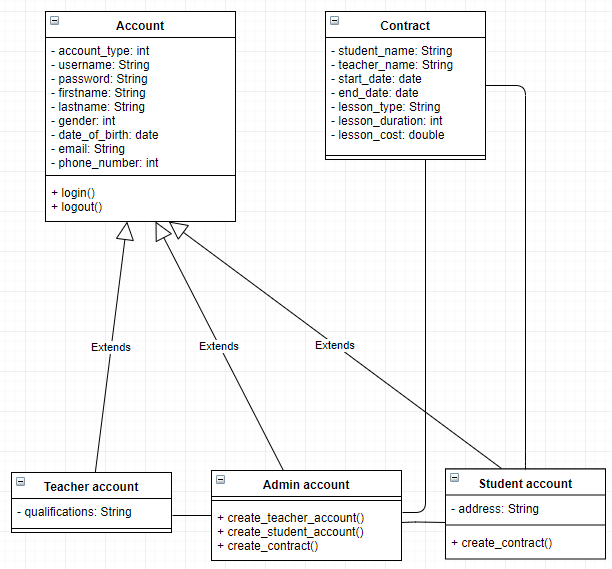 Account
- account_type: int
- username: String
- password: String
- firstname: String
- lastname: String
- gender: int
- date_of_birth: date
- email: String
- phone_number: int
+ login()
+ logout()
Contract
- student_name: String
- teacher_name: String
- start_date: date
- end_date: date
- lesson_type: String
- lesson_duration: int
- lesson_cost: double
Extends
Extends
Extends
Teacher account
- qualifications: String
Admin account
+ create_teacher_account()
+ create_student_account()
+ create_contract()
Student account
- address: String
+ create_contract()